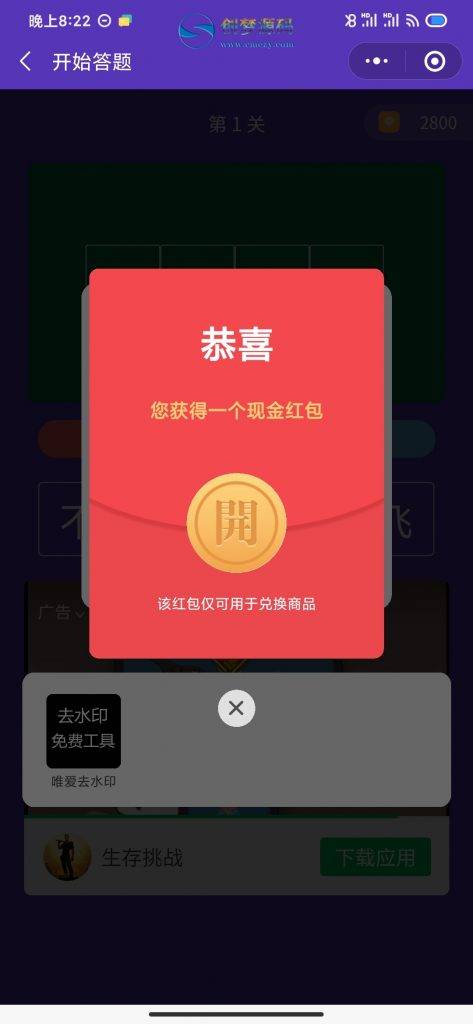 晚上8:22
创梦源码
www.cmezy.com
开始答题
第 1 关
2800
恭喜
您获得一个现金红包
開
该红包仅可用于兑换商品
不
飞
广告
去水印
免费工具
唯爱去水印
生存挑战
下载应用